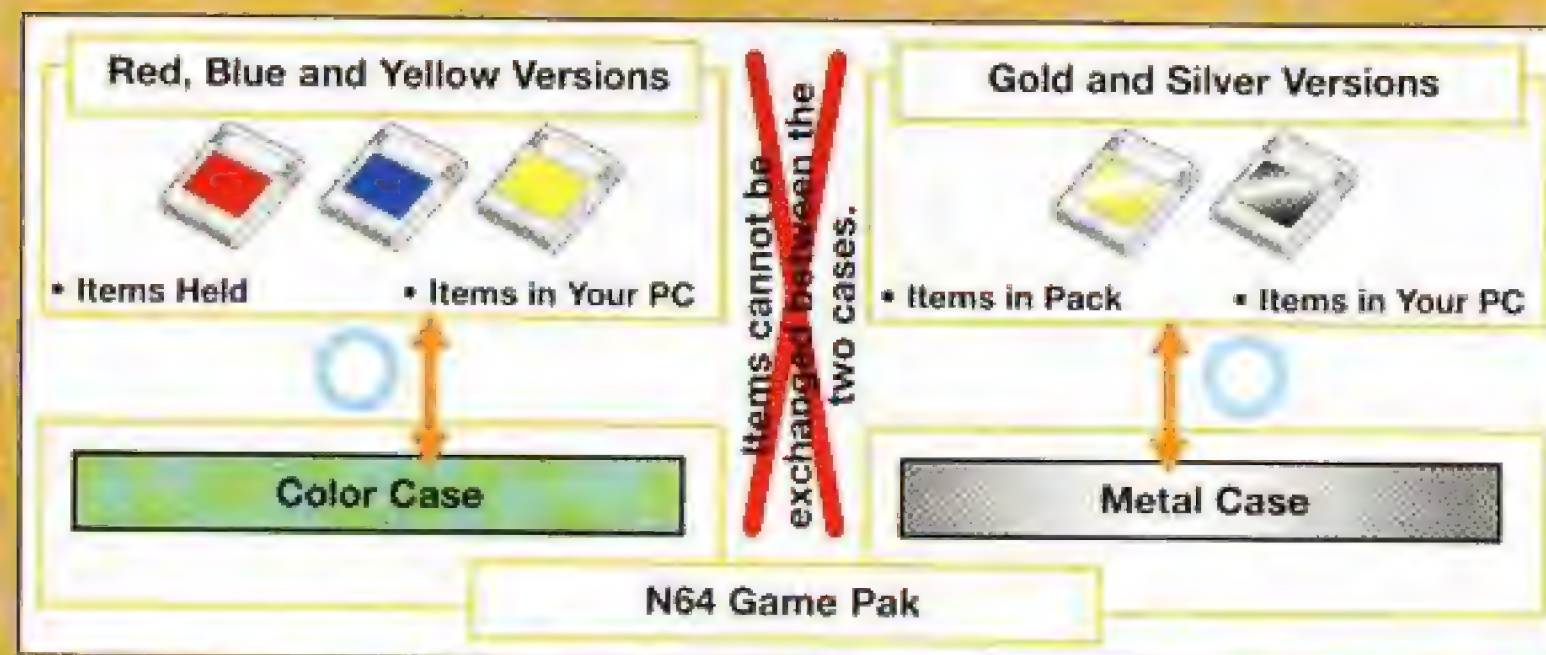 Red, Blue and Yellow Versions
• Items Held
• Items in Your PC
Items cannot be
exchanged between the
two cases.
Gold and Silver Versions
• Items in Pack
• Items in Your PC
Color Case
Metal Case
N64 Game Pak